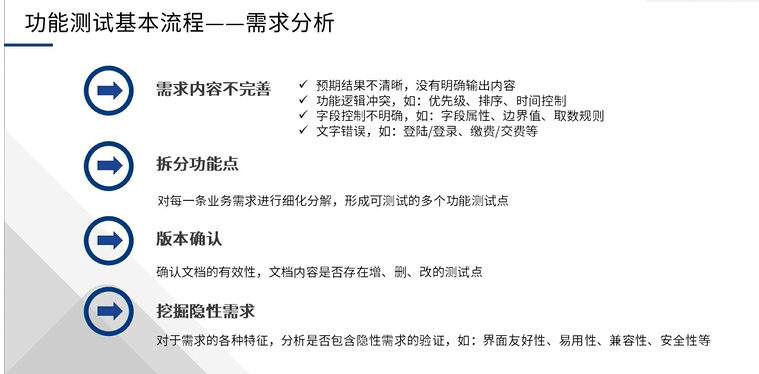 功能测试基本流程——需求分析
需求内容不完善
✓ 预期结果不清晰，没有明确输出内容
✓ 功能逻辑冲突，如：优先级、排序、时间控制
✓ 字段控制不明确，如：字段属性、边界值、取数规则
✓ 文字错误，如：登陆/登录、缴费/交费等
拆分功能点
对每一条业务需求进行细化分解，形成可测试的多个功能测试点
版本确认
确认文档的有效性，文档内容是否存在增、删、改的测试点
挖掘隐性需求
对于需求的各种特征，分析是否包含隐性需求的验证，如：界面友好性、易用性、兼容性、安全性等